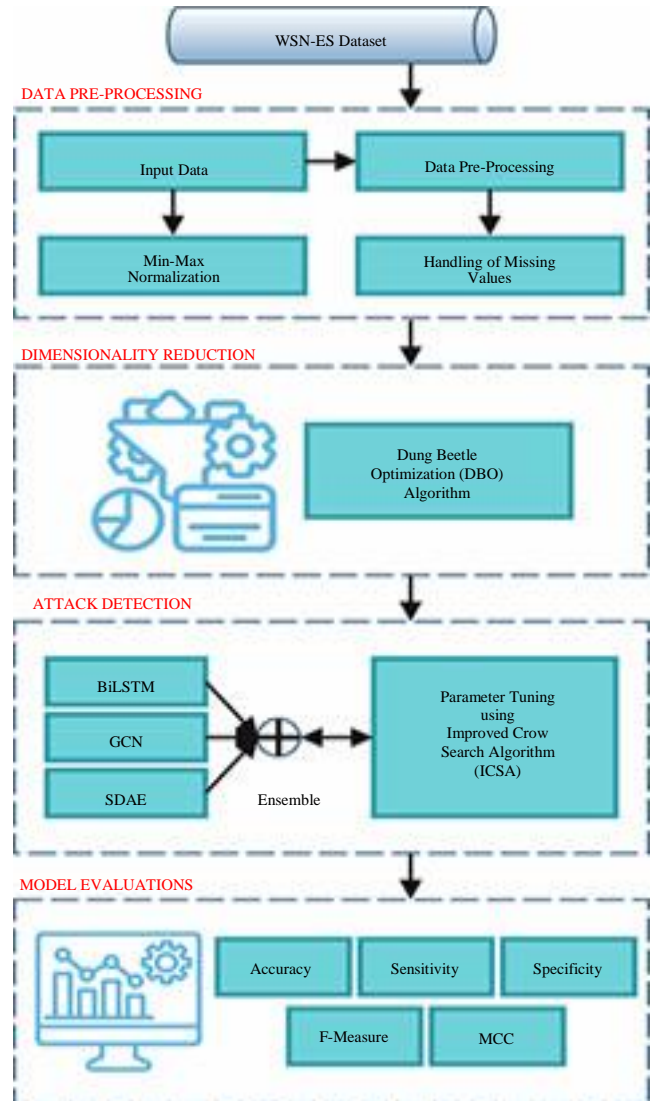 WSN-ES Dataset
DATA PRE-PROCESSING
Input Data
Data Pre-Processing
Min-Max
Normalization
Handling of Missing
Values
DIMENSIONALITY REDUCTION
Dung Beetle
Optimization (DBO)
Algorithm
ATTACK DETECTION
BiLSTM
GCN
SDAE
Ensemble
Parameter Tuning
using
Improved Crow
Search Algorithm
(ICSA)
MODEL EVALUATIONS
Accuracy
Sensitivity
Specificity
F-Measure
MCC